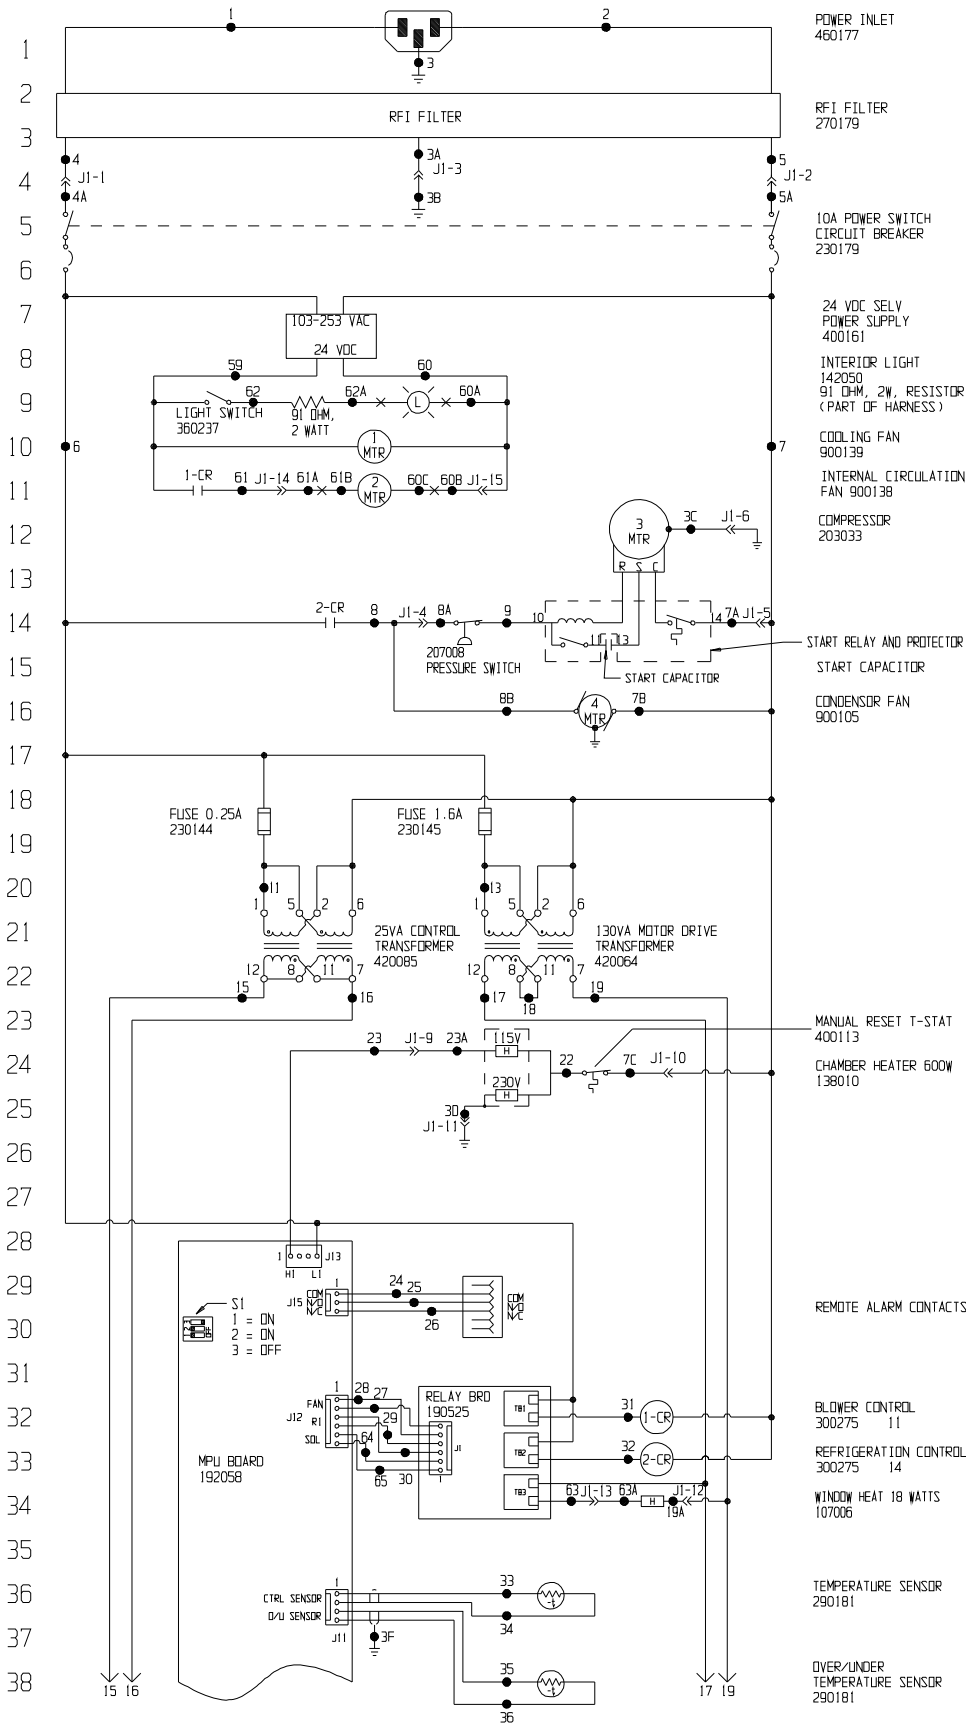 1 2 POWER INLET
460177
1
3
2
RFI FILTER RFI FILTER
270179
3
4 3A 5
J1-1 J1-3 J1-2
4
4A 3B 5A
5
10A POWER SWITCH
CIRCUIT BREAKER
230179
6
7
103-253 VAC
24 VDC
24 VDC SELV
POWER SUPPLY
400161
8
59 60
INTERIOR LIGHT
142050
91 OHM, 2W, RESISTOR
(PART OF HARNESS)
9
62 62A L 60A
LIGHT SWITCH
360237
91 OHM,
2 WATT
10
6 1
MTR
7
COOLING FAN
900139
11
1-CR 61 J1-14 61A 61B 2
MTR
60C 60B J1-15
INTERNAL CIRCULATION
FAN 900138
12
3
MTR
3C J1-6
R S C
COMPRESSOR
203033
13
14
2-CR 8 J1-4 8A 9 10 14 7A J1-5
11 13
207008
PRESSURE SWITCH
START RELAY AND PROTECTOR
15
START CAPACITOR
START CAPACITOR
16
8B 4
MTR
7B
CONDENSOR FAN
900105
17
18
FUSE 0.25A
230144
FUSE 1.6A
230145
19
20
11 13
1 5 2 6 1 5 2 6
21
25VA CONTROL
TRANSFORMER
420085
130VA MOTOR DRIVE
TRANSFORMER
420064
22
12 8 11 7 12 8 11 7
15 16 17 18 19
23
MANUAL RESET T-STAT
400113
23 J1-9 23A 115V
H
24
22 7C J1-10
CHAMBER HEATER 600W
138010
230V
H
25
3D
J1-11
26
27
28
1 J13
H1 L1
29
S1
1 = ON
2 = ON
3 = OFF
1 2 3
OFF
1
J15
COM
N/O
N/C
24
25
26
COM
N/O
N/C
REMOTE ALARM CONTACTS
30
31
1 28
27
RELAY BRD
190525
32
FAN
J12
R1
SOL
29
64
30
65
J1
1
TB1
31 1-CR
BLOWER CONTROL
300275 11
33
MPU BOARD
192058
TB2
32 2-CR
REFRIGERATION CONTROL
300275 14
34
TB3
63 J1-13 63A H J1-12
19A
WINDOW HEAT 18 WATTS
107006
35
36
1
CTRL SENSOR
O/U SENSOR
J11
33
34
TEMPERATURE SENSOR
290181
37
3F
38
15 16
35
36
17 19
OVER/UNDER
TEMPERATURE SENSOR
290181